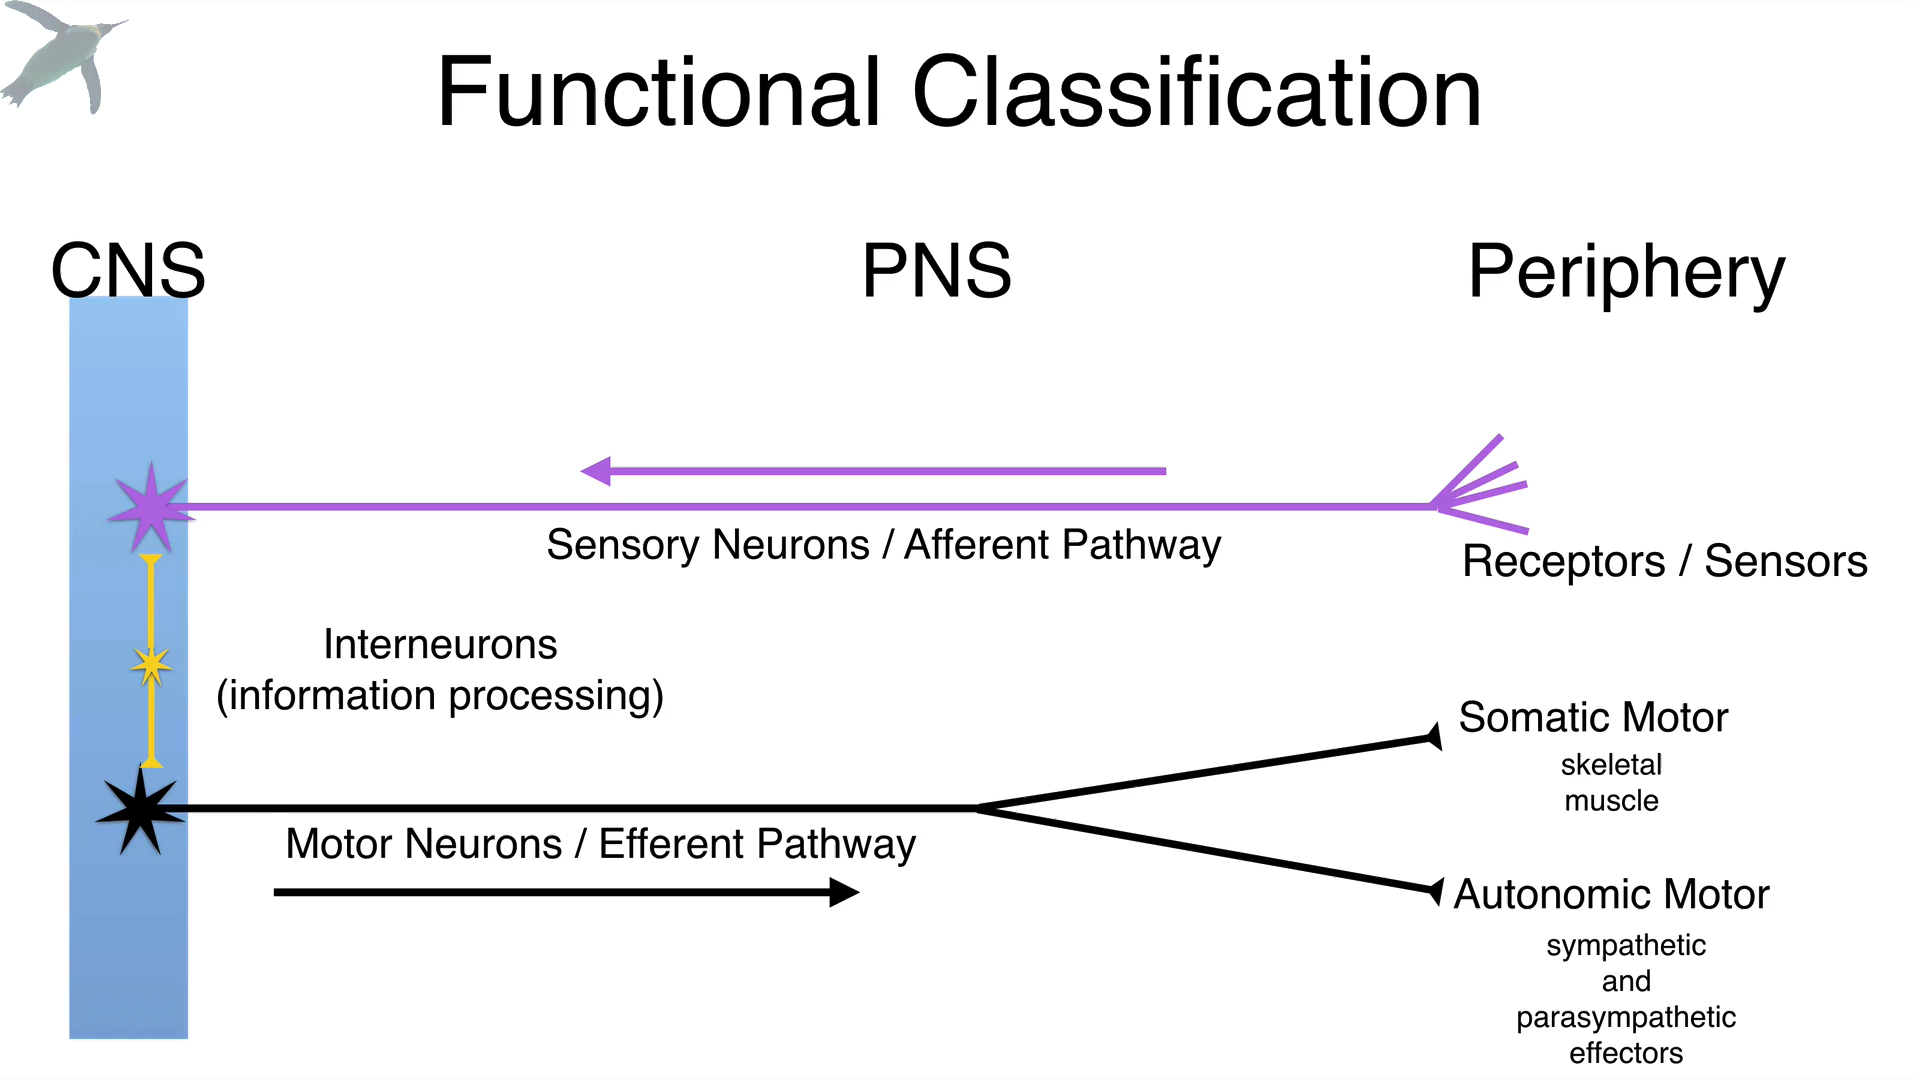 Functional Classification
CNS
PNS
Periphery
Sensory Neurons / Afferent Pathway
Receptors / Sensors
Interneurons
(information processing)
Somatic Motor
skeletal
muscle
Motor Neurons / Efferent Pathway
Autonomic Motor
sympathetic
and
parasympathetic
effectors